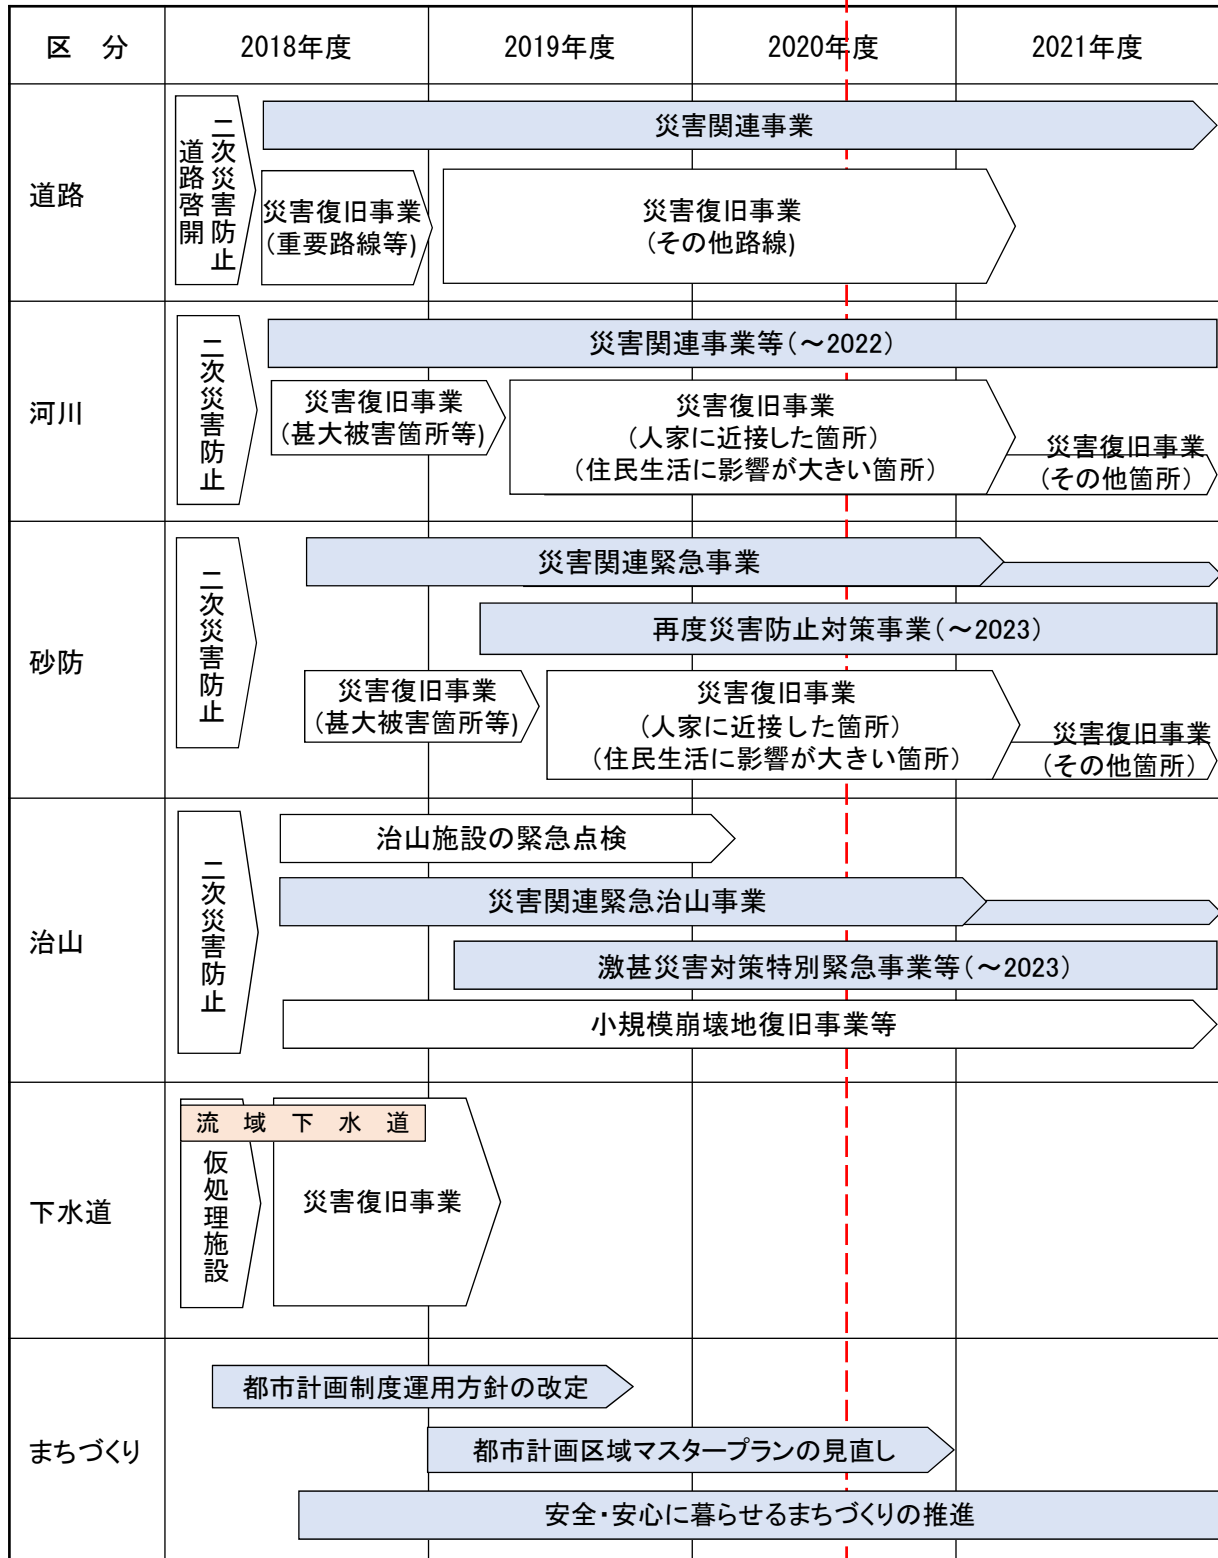 区　分
2018年度
2019年度
2020年度
2021年度
道路
二次災害防止
道路啓開
災害関連事業
災害復旧事業
(重要路線等)
災害復旧事業
(その他路線)
河川
二次災害防止
災害関連事業等(～2022)
災害復旧事業
(甚大被害箇所等)
災害復旧事業
(人家に近接した箇所)
(住民生活に影響が大きい箇所)
災害復旧事業
(その他箇所)
砂防
二次災害防止
災害関連緊急事業
再度災害防止対策事業(～2023)
災害復旧事業
(甚大被害箇所等)
災害復旧事業
(人家に近接した箇所)
(住民生活に影響が大きい箇所)
災害復旧事業
(その他箇所)
治山
二次災害防止
治山施設の緊急点検
災害関連緊急治山事業
激甚災害対策特別緊急事業等(～2023)
小規模崩壊地復旧事業等
下水道
流　域　下　水　道
仮処理施設
災害復旧事業
まちづくり
都市計画制度運用方針の改定
都市計画区域マスタープランの見直し
安全・安心に暮らせるまちづくりの推進